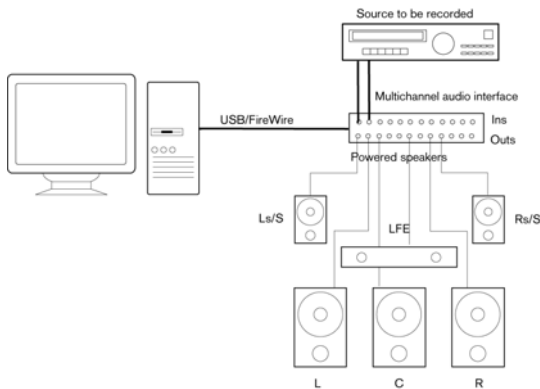 Source to be recorded
Multichannel audio interface
USB/FireWire
Ins
Outs
Powered speakers
Ls/S
LFE
Rs/S
L
C
R